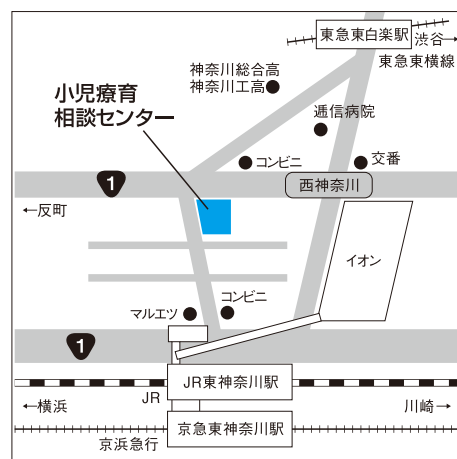 東急東白楽駅
渋谷→
東急東横線
神奈川総合高
神奈川工高
小児療育
相談センター
逓信病院
コンビニ
交番
1
西神奈川
←反町
イオン
マルエツ
コンビニ
1
JR東神奈川駅
JR
←横浜
川崎→
京急東神奈川駅
京浜急行